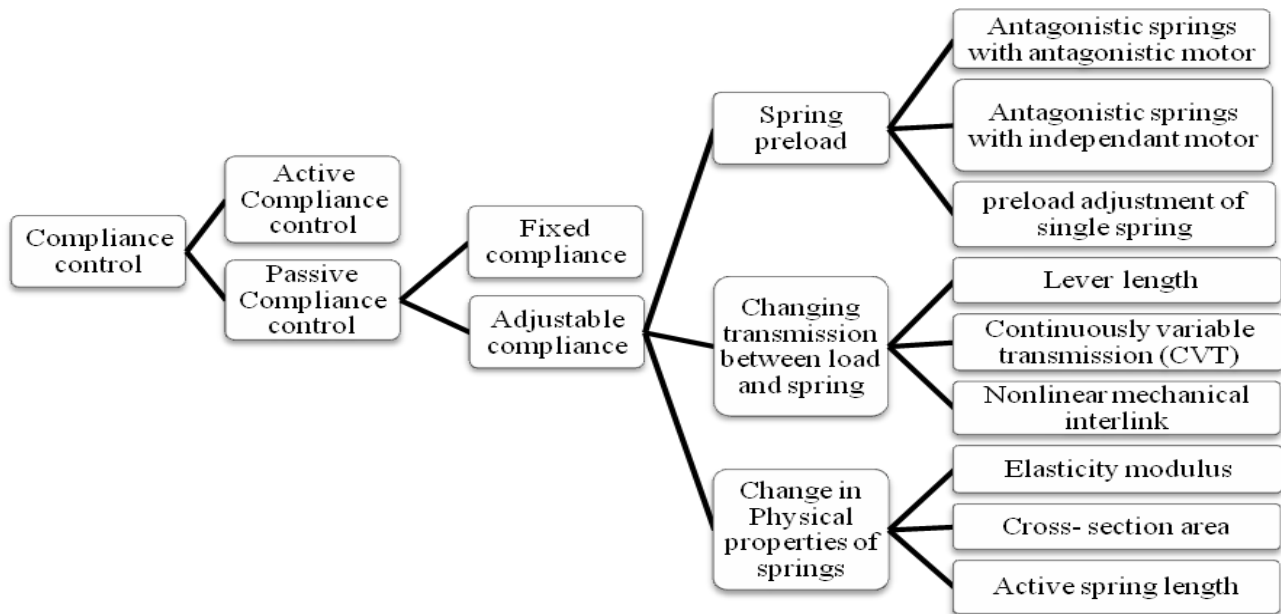 Compliance
control
Active
Compliance
control
Passive
Compliance
control
Fixed
compliance
Adjustable
compliance
Spring
preload
Changing
transmission
between load
and spring
Change in
Physical
properties of
springs
Antagonistic springs
with antagonistic motor
Antagonistic springs
with independant motor
preload adjustment of
single spring
Lever length
Continuously variable
transmission (CVT)
Nonlinear mechanical
interlink
Elasticity modulus
Cross- section area
Active spring length